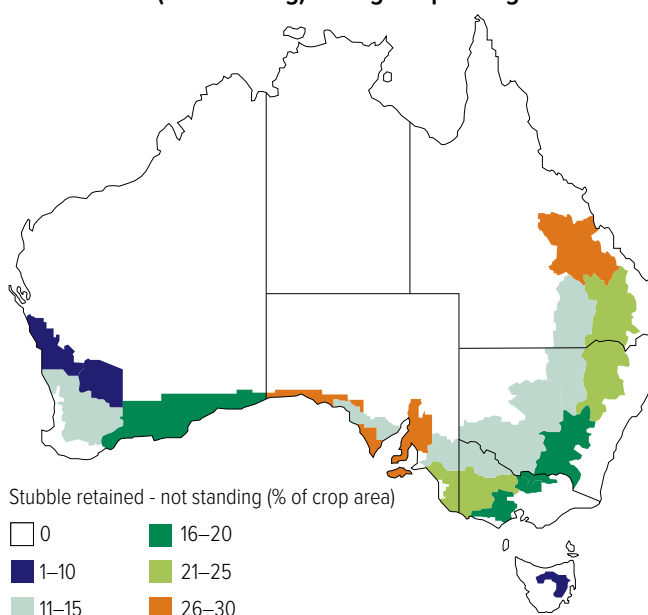 Stubble retained - not standing (% of crop area)
0 16–20
1–10 21–25
11–15 26–30